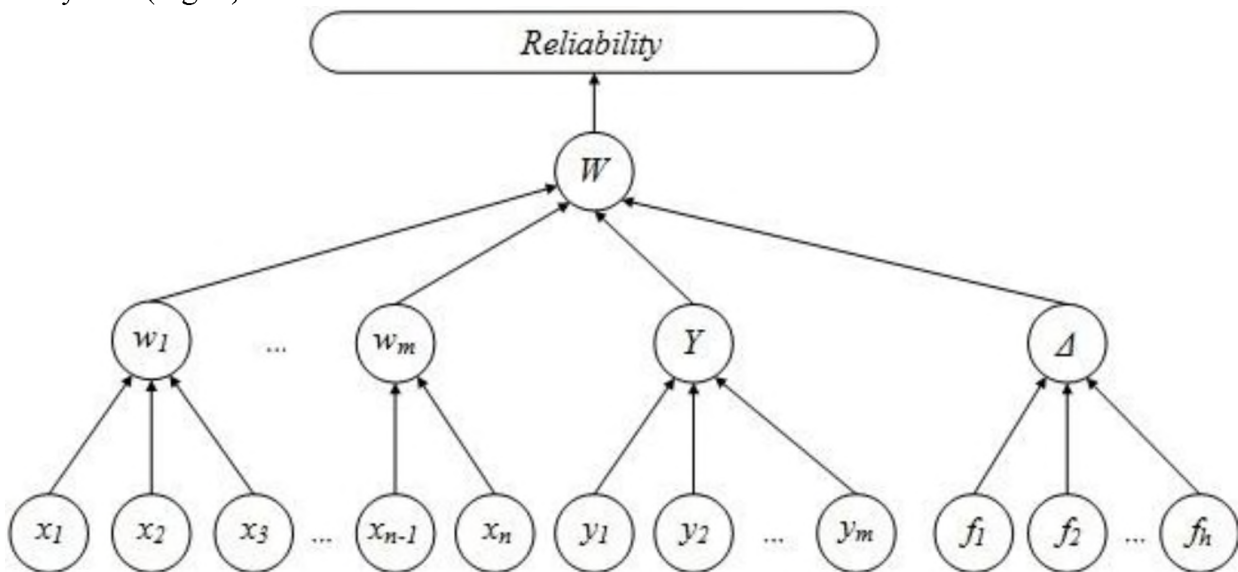 Reliability
W
w1 ... wm Y Δ
x1 x2 x3 ... xn-1 xn y1 y2 ... ym f1 f2 ... fh